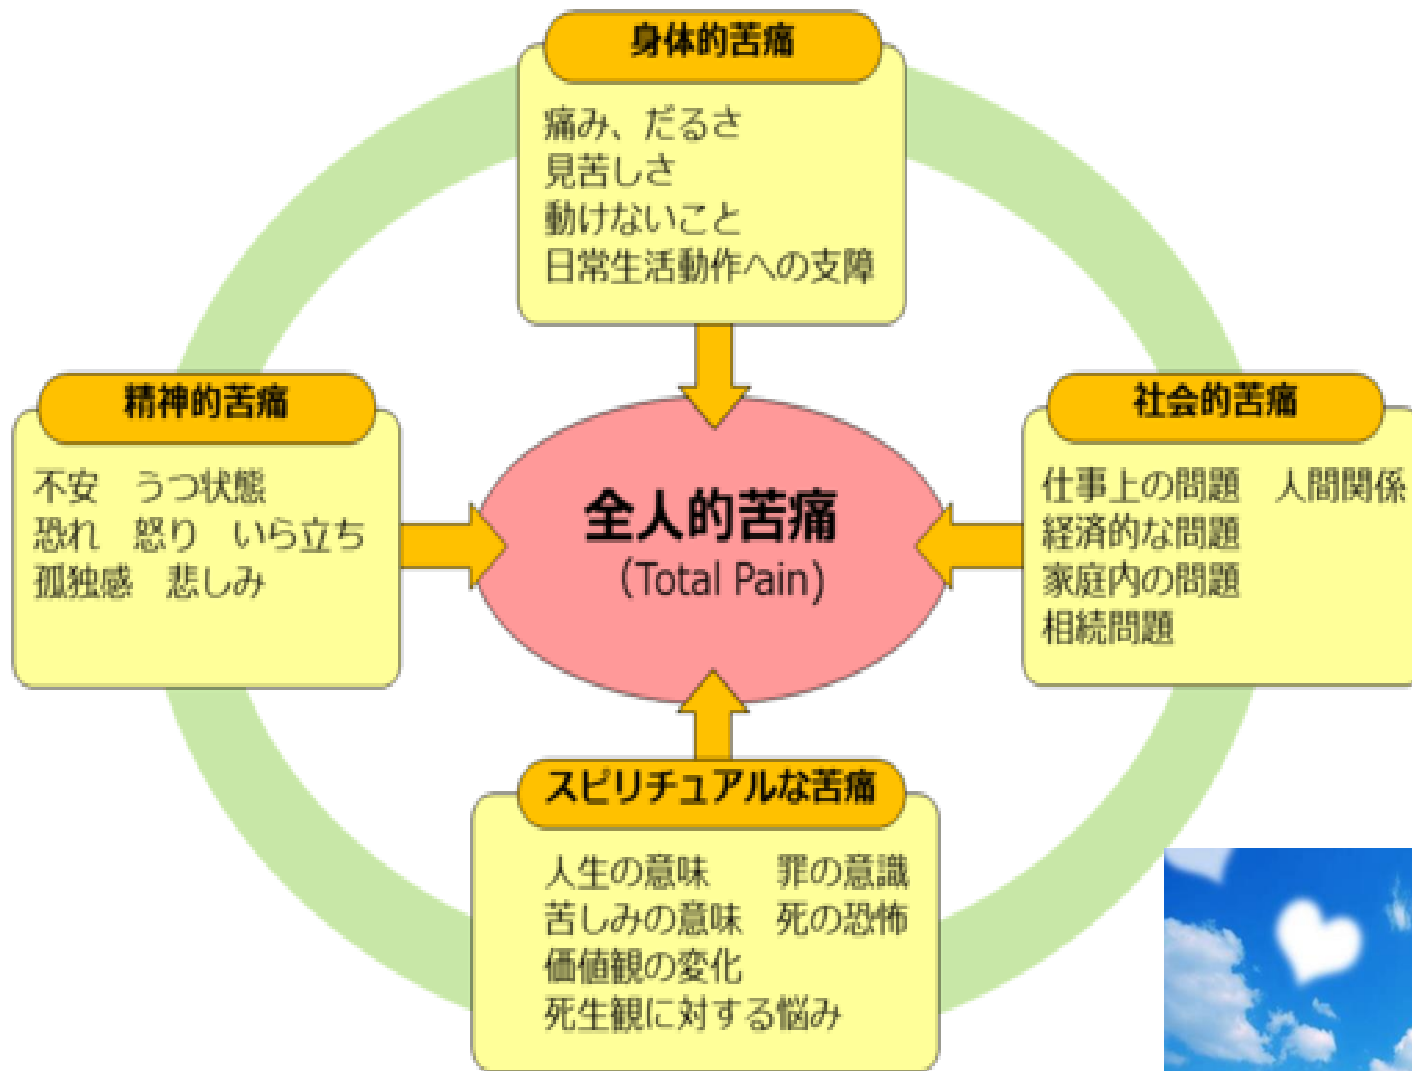 身体的苦痛
痛み、だるさ
見苦しさ
動けないこと
日常生活動作への支障
精神的苦痛
不安　うつ状態
恐れ　怒り　いら立ち
孤独感　悲しみ
全人的苦痛
(Total Pain)
社会的苦痛
仕事上の問題　人間関係
経済的な問題
家庭内の問題
相続問題
スピリチュアルな苦痛
人生の意味　　罪の意識
苦しみの意味　死の恐怖
価値観の変化
死生観に対する悩み